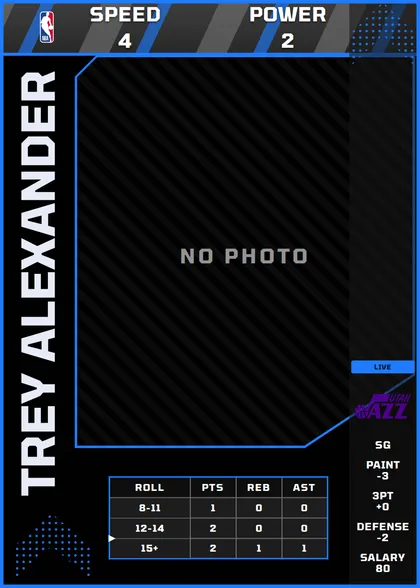 SPEED
4
POWER
2
TREY ALEXANDER
NO PHOTO
LIVE
UTAH
JAZZ
SG
PAINT
-3
3PT
+0
DEFENSE
-2
SALARY
80
ROLL PTS REB AST
8-11 1 0 0
12-14 2 0 0
15+ 2 1 1